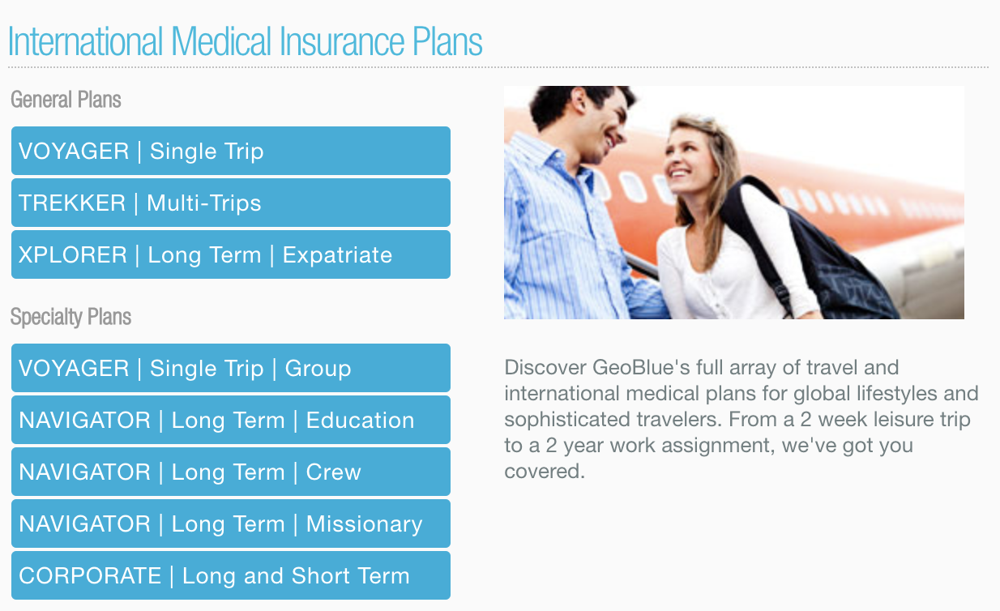 International Medical Insurance Plans
General Plans
VOYAGER | Single Trip
TREKKER | Multi-Trips
XPLORER | Long Term | Expatriate
Specialty Plans
VOYAGER | Single Trip | Group
NAVIGATOR | Long Term | Education
NAVIGATOR | Long Term | Crew
NAVIGATOR | Long Term | Missionary
CORPORATE | Long and Short Term
Discover GeoBlue's full array of travel and
international medical plans for global lifestyles and
sophisticated travelers. From a 2 week leisure trip
to a 2 year work assignment, we've got you
covered.